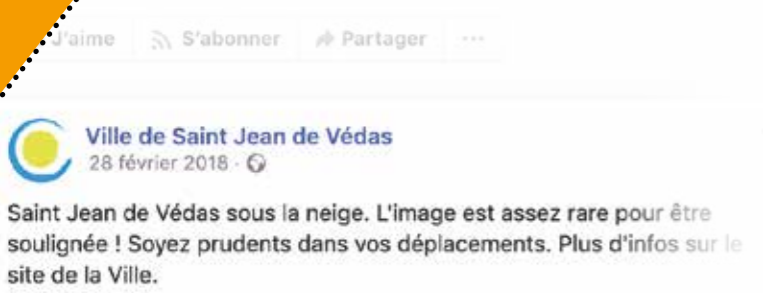 J'aime S'abonner Partager ...
Ville de Saint Jean de Védas
28 février 2018 ·
Saint Jean de Védas sous la neige. L'image est assez rare pour être
soulignée ! Soyez prudents dans vos déplacements. Plus d'infos sur le
site de la Ville.